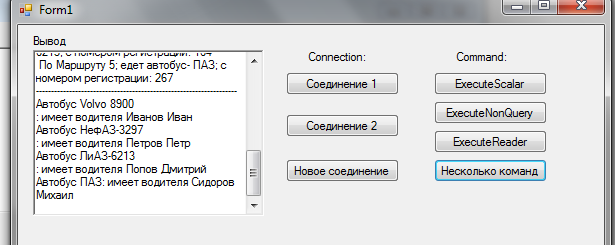 Form1
Вывод
6213; с номером регистрации: 164
По Маршруту 5; едет автобус- ПАЗ; с
номером регистрации: 267
--------------------------------------------------------------------
Автобус Volvo 8900
: имеет водителя Иванов Иван
Автобус НефАЗ-3297
: имеет водителя Петров Петр
Автобус ЛиАЗ-6213
: имеет водителя Попов Дмитрий
Автобус ПАЗ: имеет водителя Сидоров
Михаил
Connection:
Соединение 1
Соединение 2
Новое соединение
Command:
ExecuteScalar
ExecuteNonQuery
ExecuteReader
Несколько команд